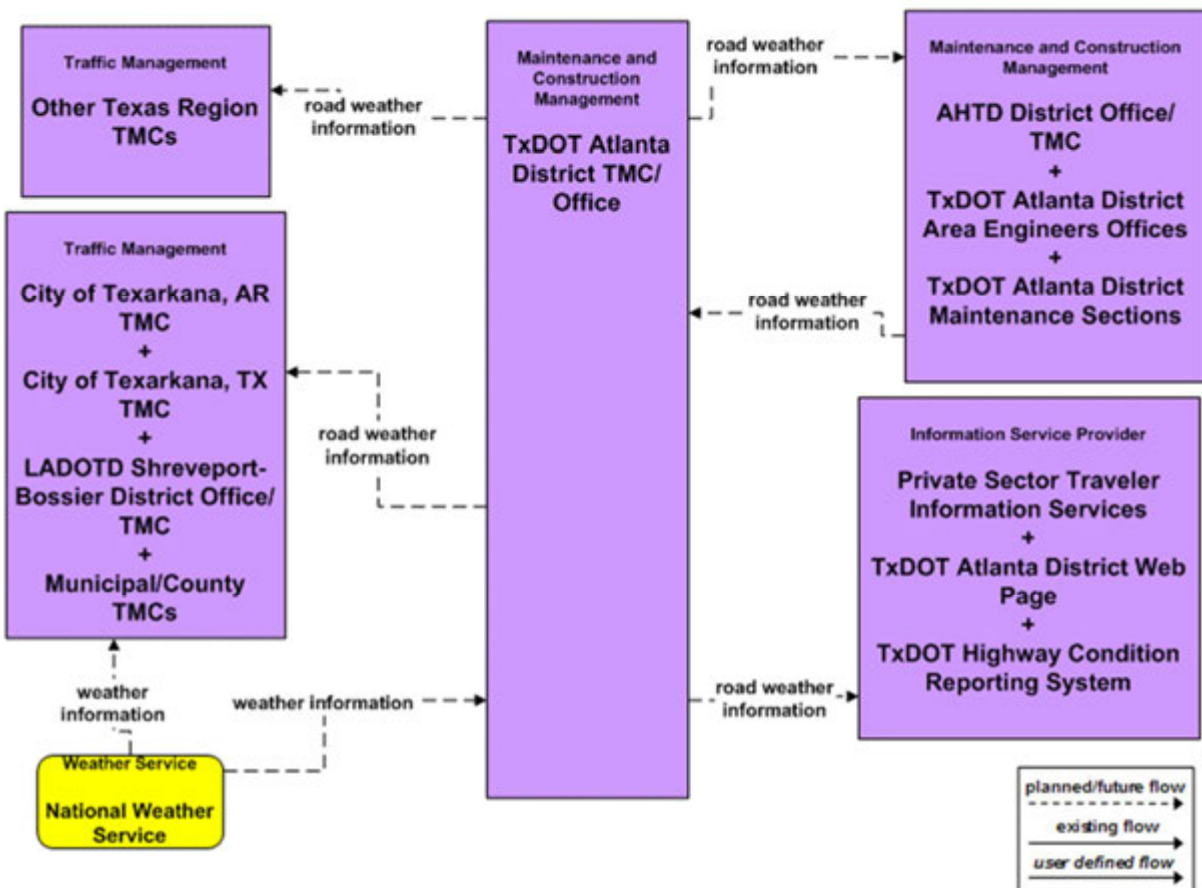 Traffic Management
Other Texas Region
TMCs
road weather
information
Maintenance and
Construction
Management
TxDOT Atlanta
District TMC/
Office
road weather
information
Maintenance and Construction
Management
AHTD District Office/
TMC
+
TxDOT Atlanta District
Area Engineers Offices
+
TxDOT Atlanta District
Maintenance Sections
road weather
information
Traffic Management
City of Texarkana, AR
TMC
+
City of Texarkana, TX
TMC
+
LADOTD Shreveport-
Bossier District Office/
TMC
+
Municipal/County
TMCs
road weather
information
Information Service Provider
Private Sector Traveler
Information Services
+
TxDOT Atlanta District Web
Page
+
TxDOT Highway Condition
Reporting System
road weather
information
weather
information
weather information
Weather Service
National Weather
Service
planned/future flow
existing flow
user defined flow